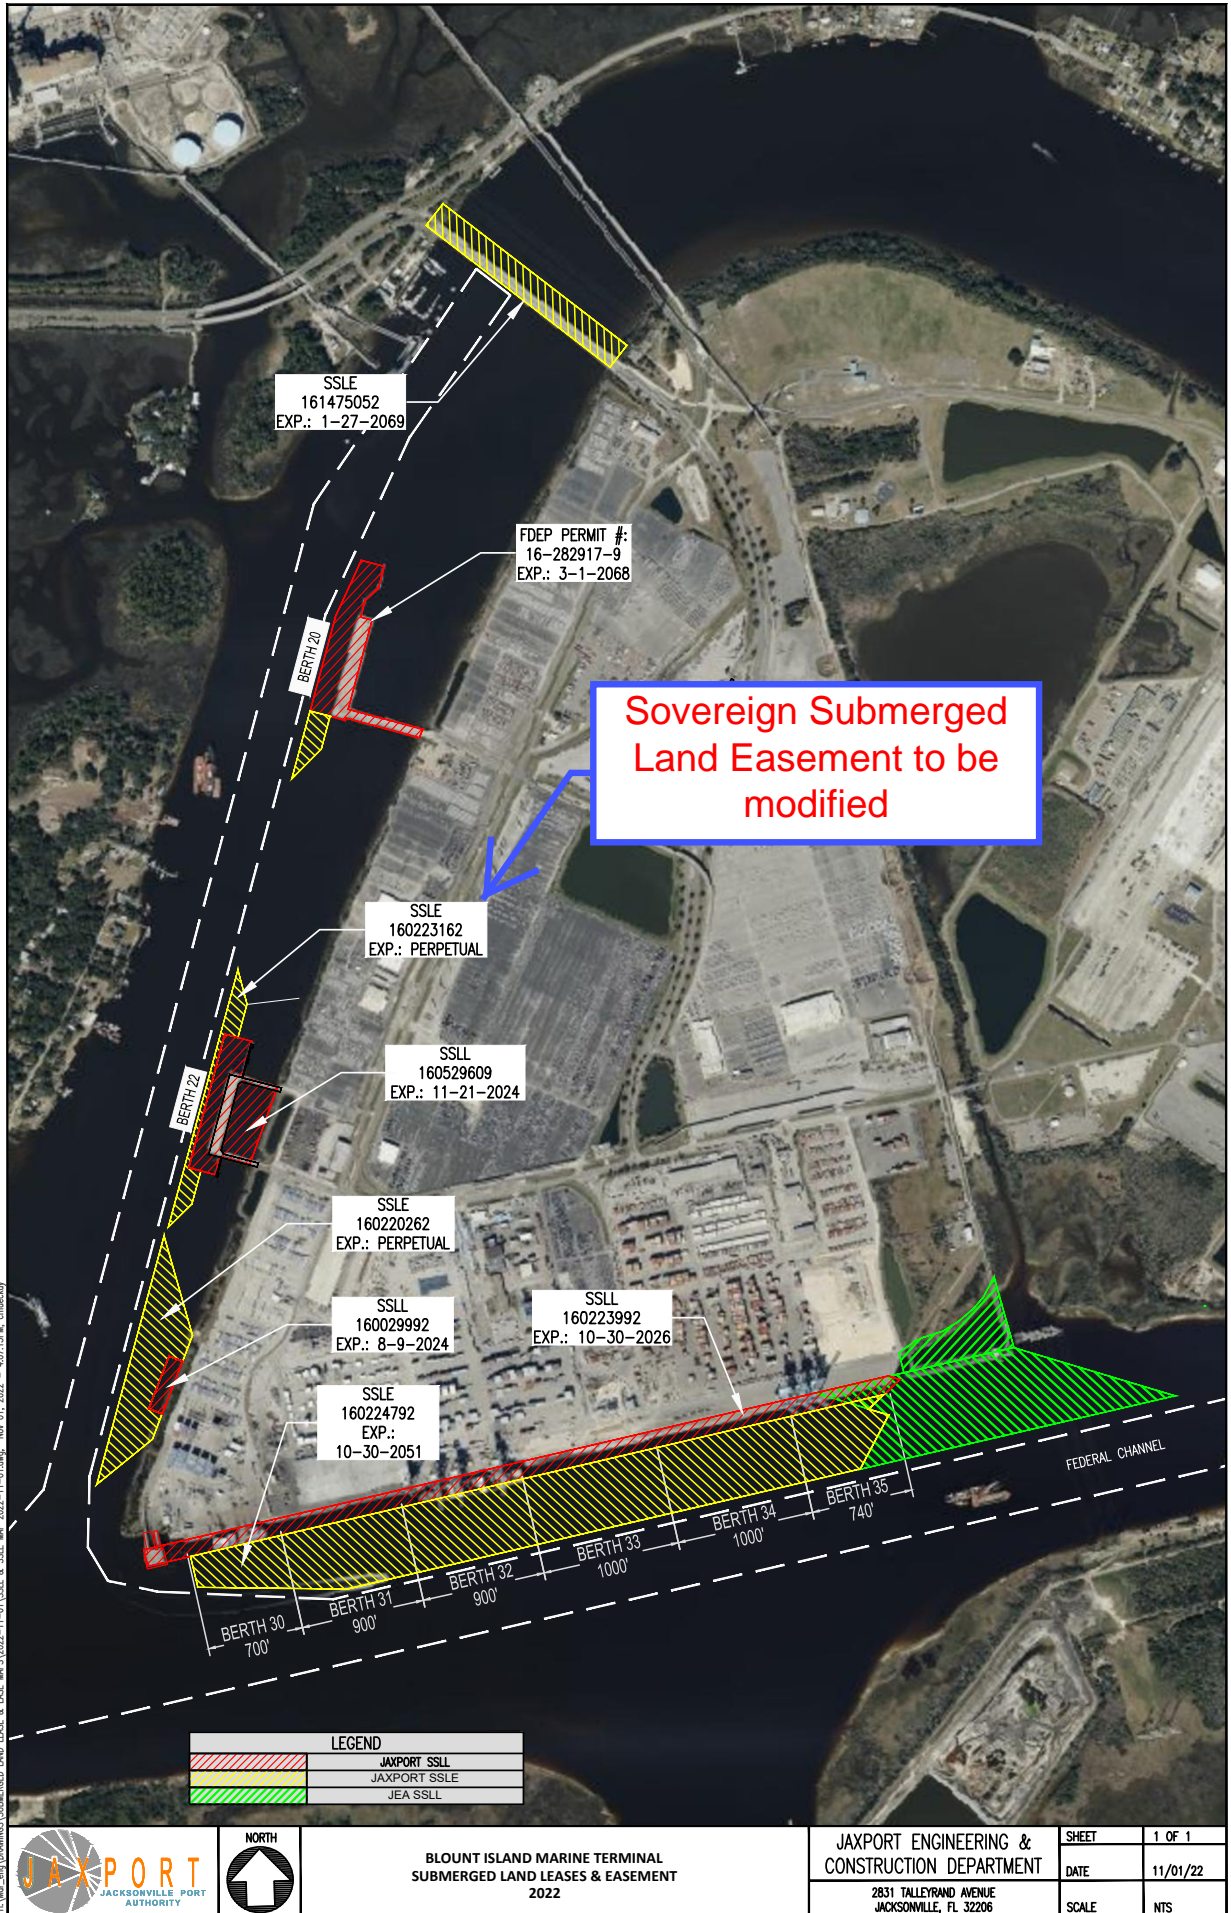 SSLE
161475052
EXP.: 1-27-2069
FDEP PERMIT #:
16-282917-9
EXP.: 3-1-2068
BERTH 20
Sovereign Submerged
Land Easement to be
modified
SSLE
160223162
EXP.: PERPETUAL
BERTH 22
SSLL
160529609
EXP.: 11-21-2024
SSLE
160220262
EXP.: PERPETUAL
SSLL
160029992
EXP.: 8-9-2024
SSLL
160223992
EXP.: 10-30-2026
SSLE
160224792
EXP.:
10-30-2051
FEDERAL CHANNEL
BERTH 35
740'
BERTH 34
1000'
BERTH 33
1000'
BERTH 32
900'
BERTH 31
900'
BERTH 30
700'
LEGEND
JAXPORT SSLL
JAXPORT SSLE
JEA SSLL
JAXPORT
JACKSONVILLE PORT
AUTHORITY
NORTH
BLOUNT ISLAND MARINE TERMINAL
SUBMERGED LAND LEASES & EASEMENT
2022
JAXPORT ENGINEERING &
CONSTRUCTION DEPARTMENT
2831 TALLEYRAND AVENUE
JACKSONVILLE, FL 32206
SHEET 1 OF 1
DATE 11/01/22
SCALE NTS